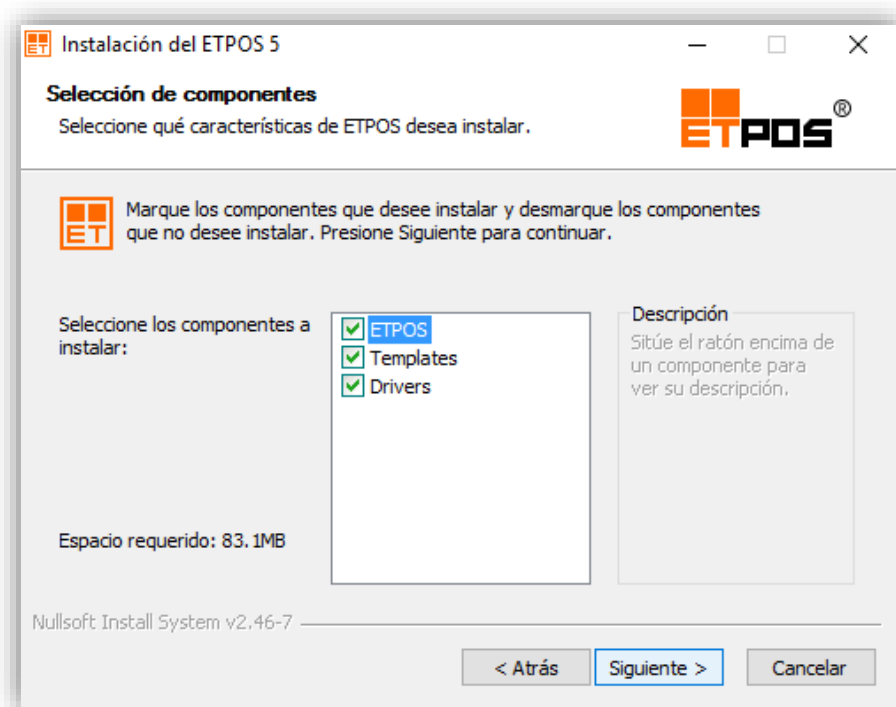 ET Instalación del ETPOS 5
Selección de componentes
Seleccione qué características de ETPOS desea instalar.
ETPOS®
ET
Marque los componentes que desee instalar y desmarque los componentes
que no desee instalar. Presione Siguiente para continuar.
Seleccione los componentes a
instalar:
ETPOS
Templates
Drivers
Descripción
Sitúe el ratón encima de
un componente para
ver su descripción.
Espacio requerido: 83.1MB
Nullsoft Install System v2.46-7
< Atrás
Siguiente >
Cancelar